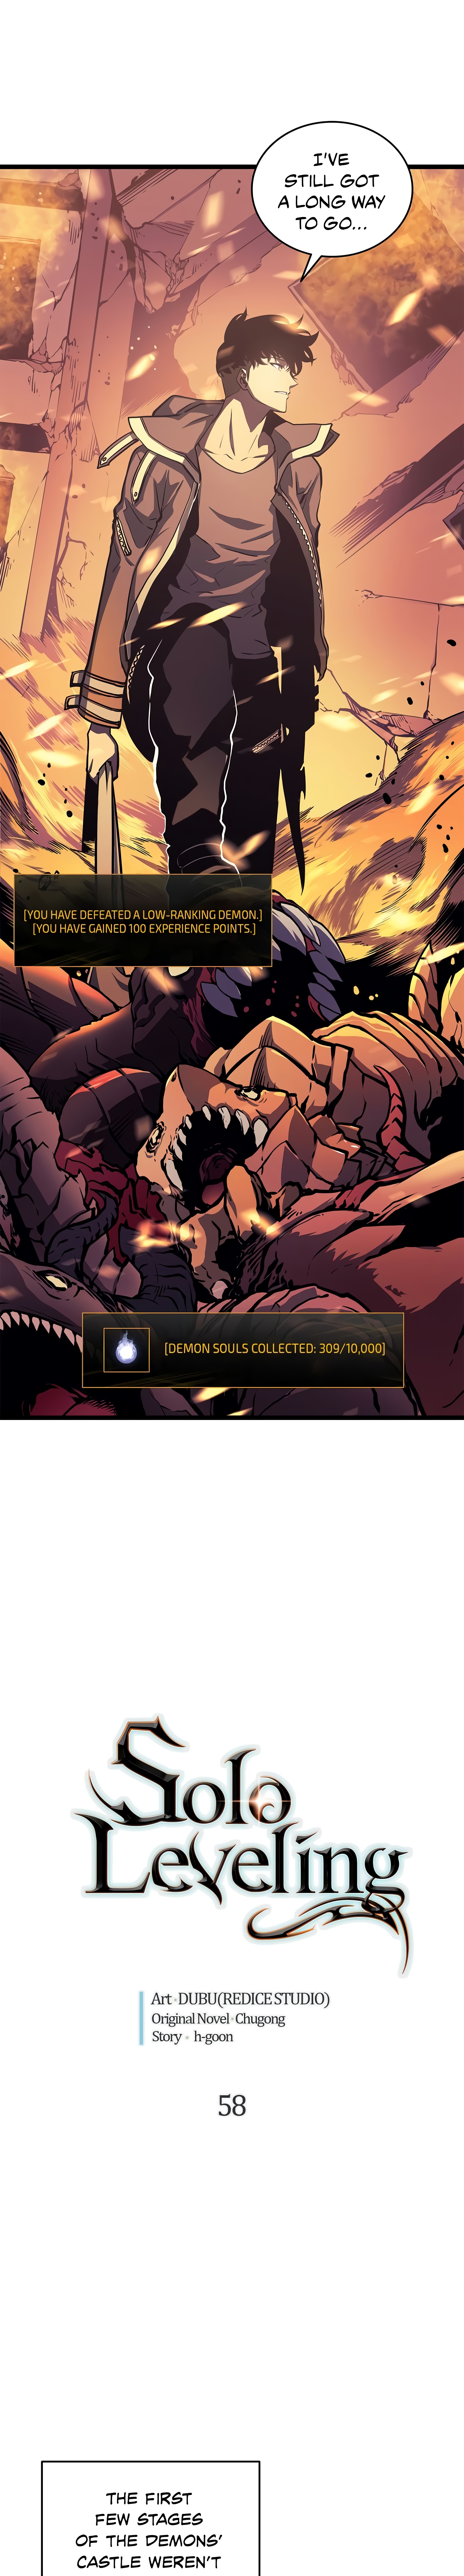 I'VE
STILL GOT
A LONG WAY
TO GO...
[YOU HAVE DEFEATED A LOW-RANKING DEMON.]
[YOU HAVE GAINED 100 EXPERIENCE POINTS.]
[DEMON SOULS COLLECTED: 309/10,000]
Solo
Leveling
Art • DUBU(REDICE STUDIO)
Original Novel • Chugong
Story • h-goon
58
THE FIRST
FEW STAGES
OF THE DEMONS'
CASTLE WEREN'T